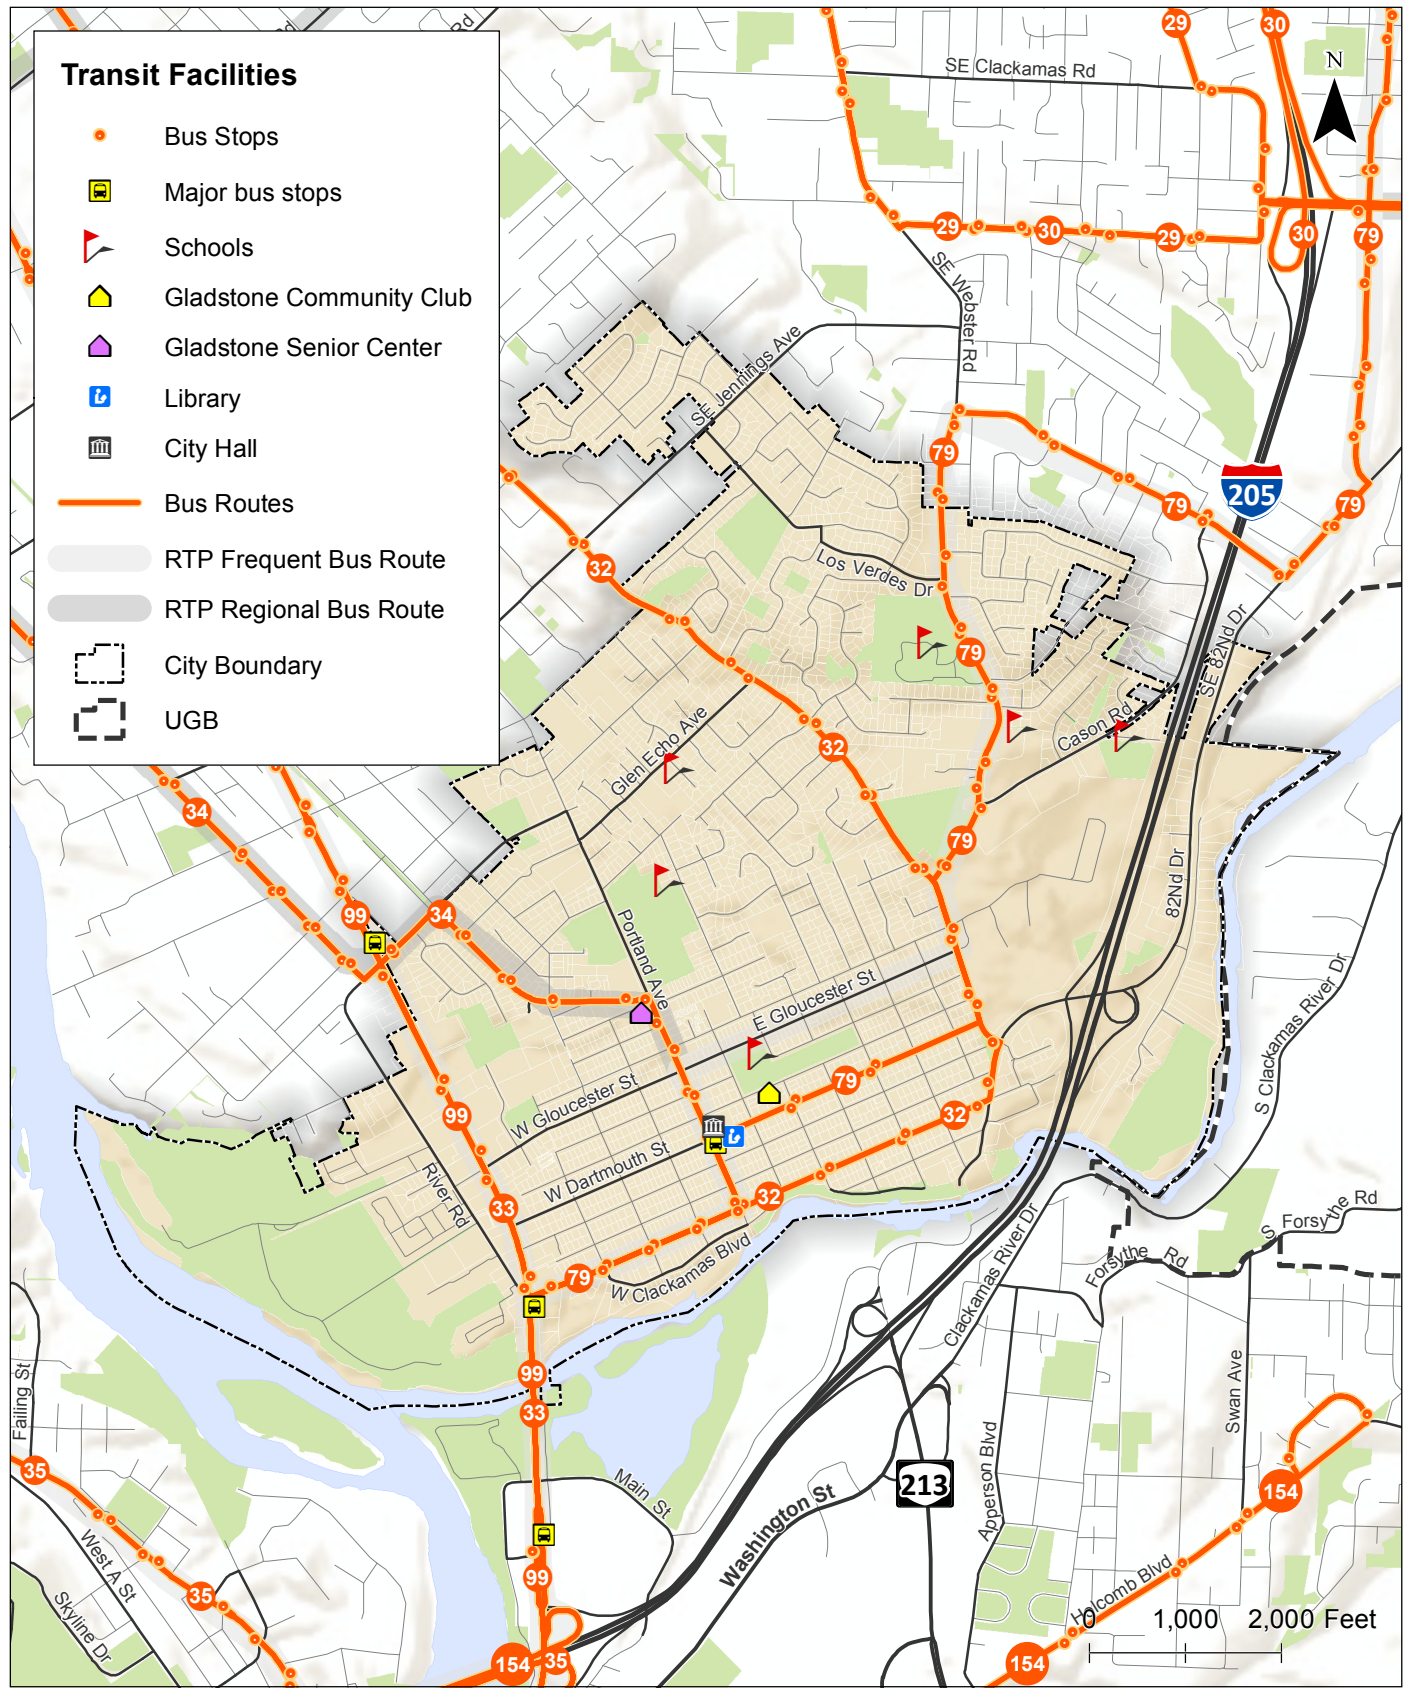 Transit Facilities
Bus Stops
Major bus stops
Schools
Gladstone Community Club
Gladstone Senior Center
Library
City Hall
Bus Routes
RTP Frequent Bus Route
RTP Regional Bus Route
City Boundary
UGB
Rd
29
30
N
SE Clackamas Rd
29
30
29
30
79
SE Webster Rd
SE Jennings Ave
79
79
205
79
32
Los Verdes Dr
79
SE 82Nd Dr
Glen Echo Ave
32
Cason Rd
34
79
82Nd Dr
99
34
Portland Ave
E Gloucester St
S Clackamas River Dr
99
W Gloucester St
79
32
W Dartmouth St
River Rd
33
32
79
W Clackamas Blvd
Clackamas River Dr
Forsythe Rd
S Forsythe Rd
99
33
Failing St
35
Swan Ave
Apperson Blvd
213
154
Main St
Washington St
West A St
35
99
Skyline Dr
Holcomb Blvd
0 1,000 2,000 Feet
154
35
154